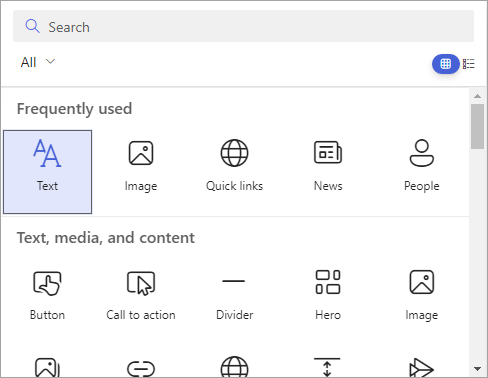 Search
All
Frequently used
Text Image Quick links News People
Text, media, and content
Button Call to action Divider Hero Image